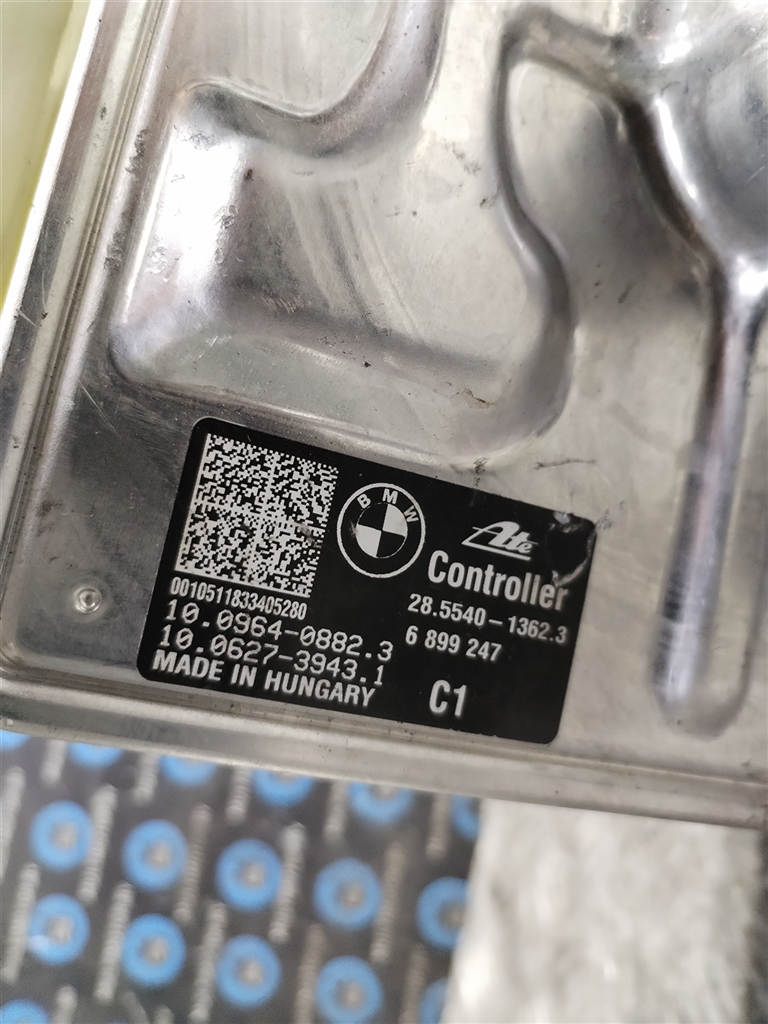 BMW
Ate
Controller
28.5540-1362.3
6 899 247
C1
0010511833405280
10.0964-0882.3
10.0627-3943.1
MADE IN HUNGARY